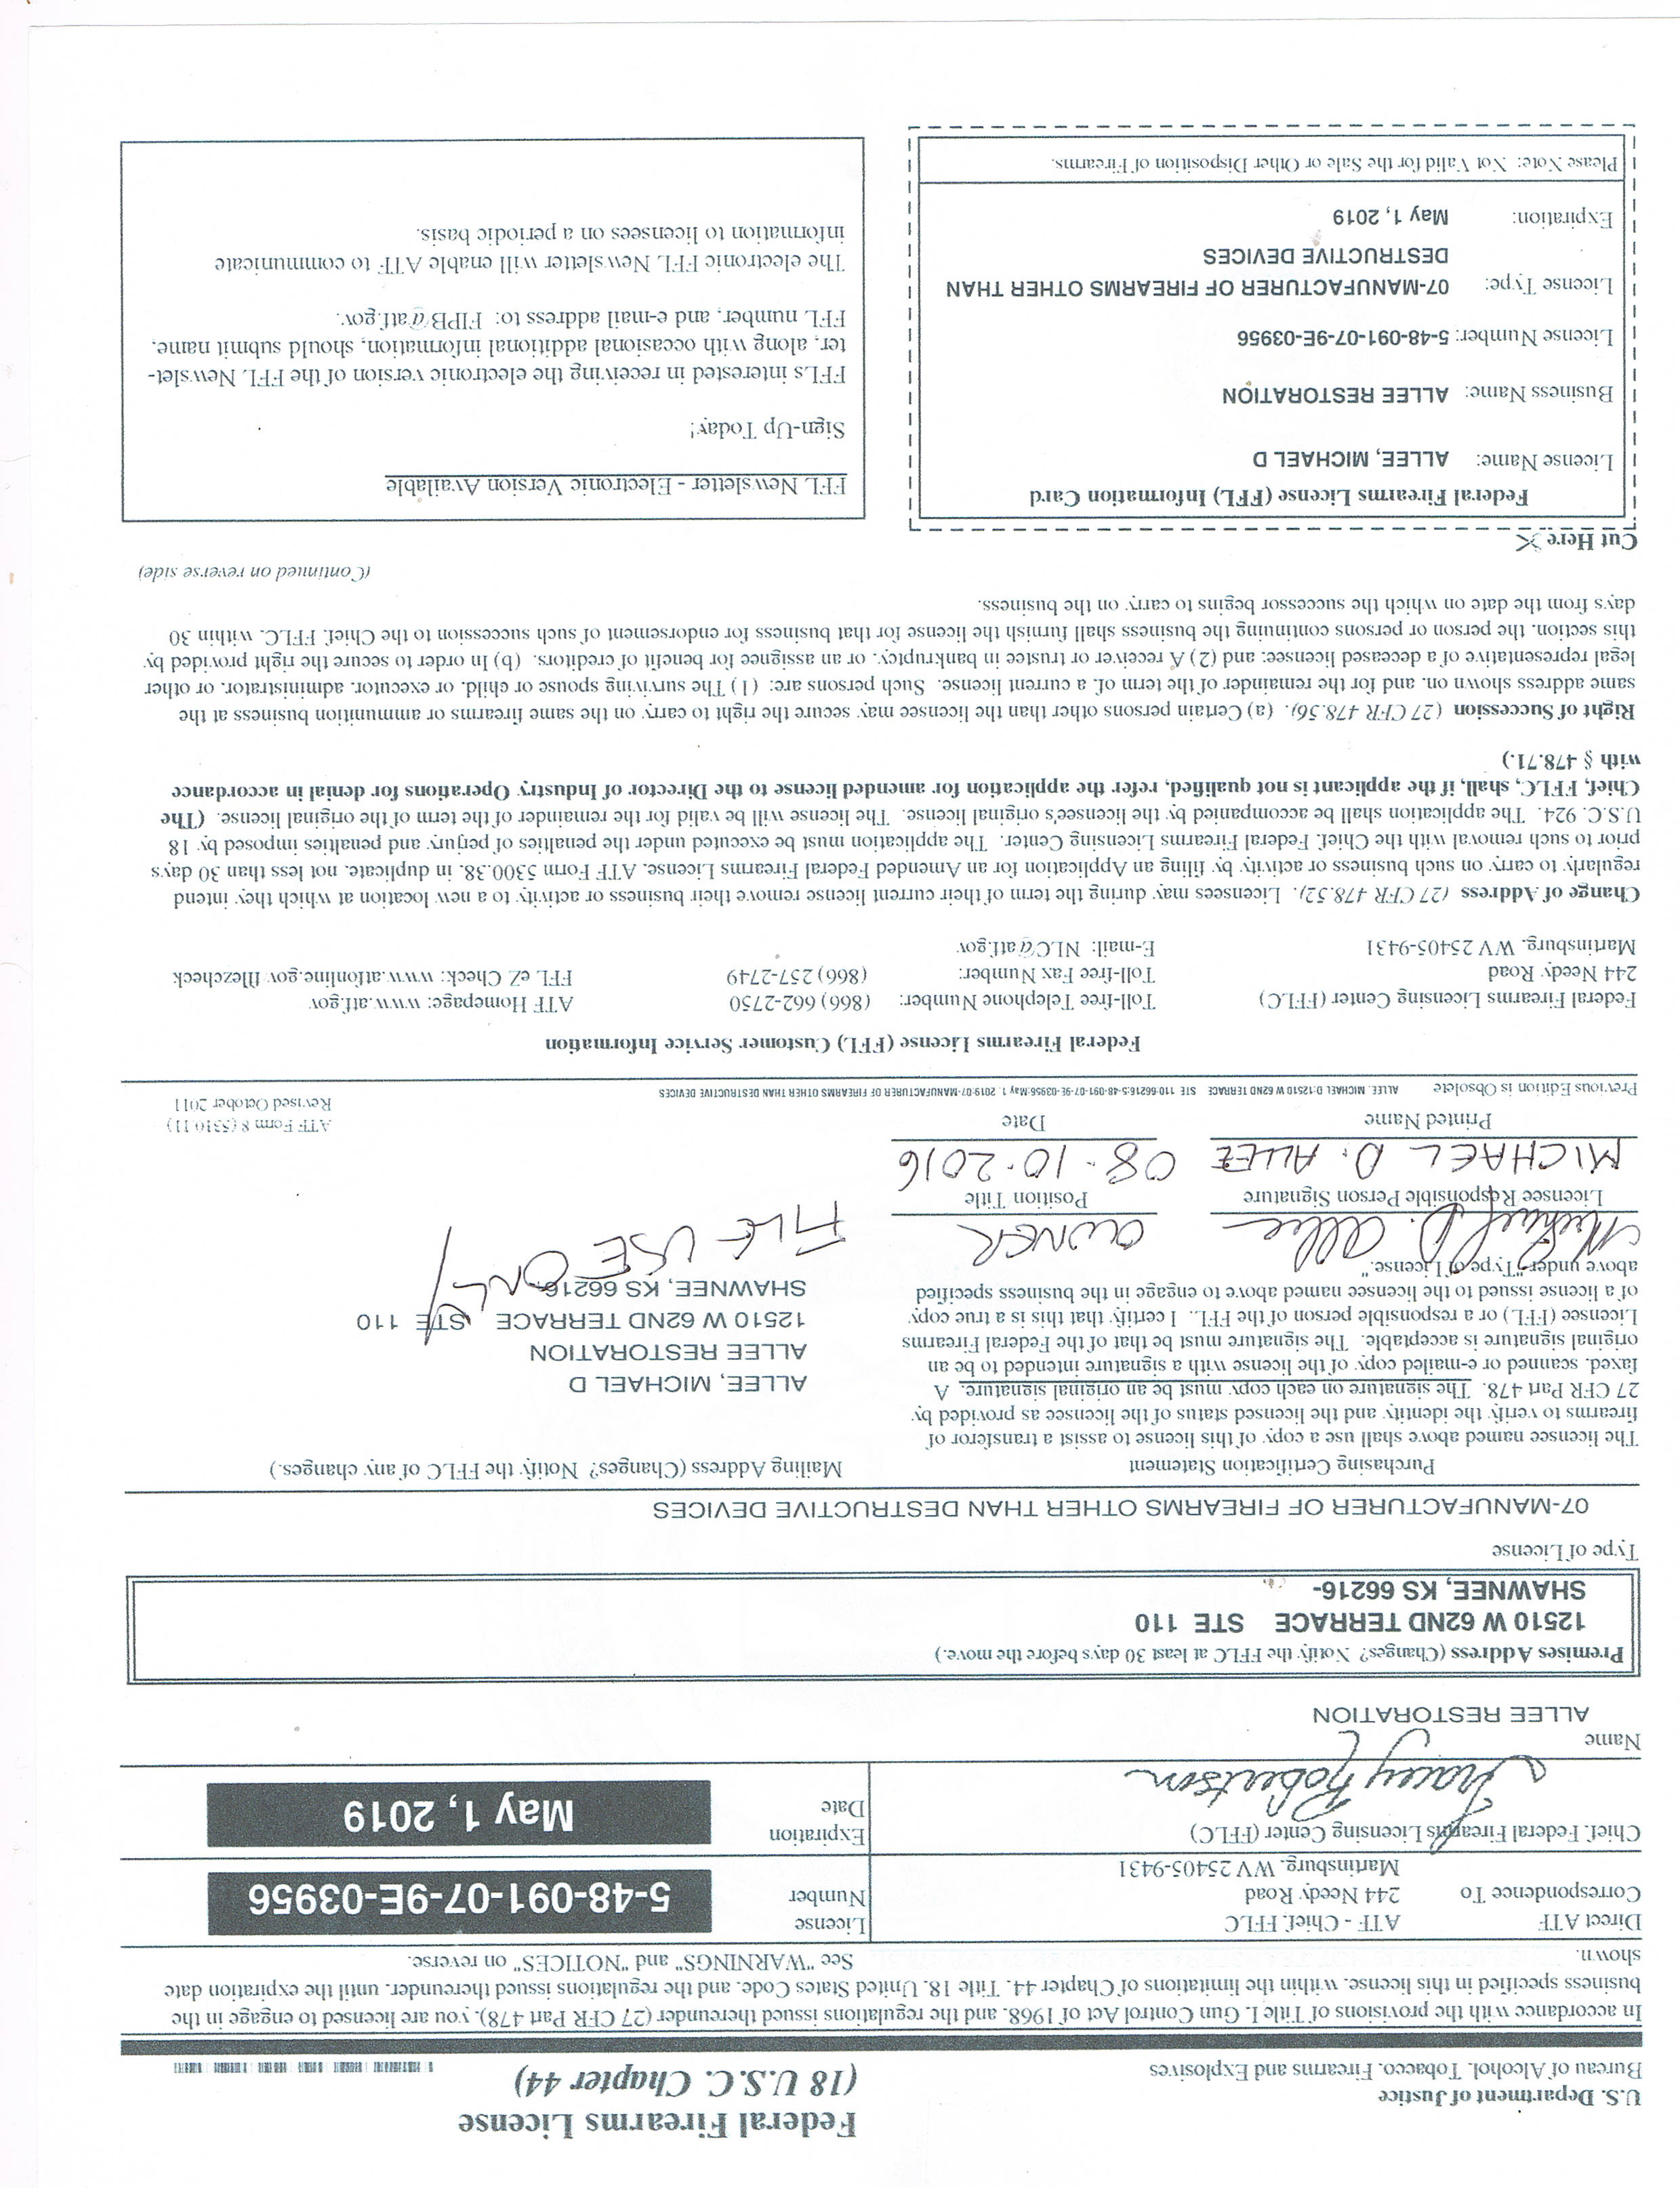 U.S. Department of Justice
Bureau of Alcohol, Tobacco, Firearms and Explosives
Federal Firearms License
(18 U.S.C. Chapter 44)
In accordance with the provisions of Title I, Gun Control Act of 1968, and the regulations issued thereunder (27 CFR Part 478), you are licensed to engage in the
business specified in this license, within the limitations of Chapter 44, Title 18, United States Code, and the regulations issued thereunder, until the expiration date
shown. See "WARNINGS" and "NOTICES" on reverse.
Direct ATF Correspondence To
ATF - Chief, FFLC
244 Needy Road
Martinsburg, WV 25405-9431
License Number
5-48-091-07-9E-03956
Chief, Federal Firearms Licensing Center (FFLC)
Tracey Robertson
Expiration Date
May 1, 2019
Name
ALLEE RESTORATION
Premises Address (Changes? Notify the FFLC at least 30 days before the move.)
12510 W 62ND TERRACE STE 110
SHAWNEE, KS 66216-
Type of License
07-MANUFACTURER OF FIREARMS OTHER THAN DESTRUCTIVE DEVICES
Purchasing Certification Statement
The licensee named above shall use a copy of this license to assist a transferor of
firearms to verify the identity and the licensed status of the licensee as provided by
27 CFR Part 478. The signature on each copy must be an original signature. A
faxed, scanned or e-mailed copy of the license with a signature intended to be an
original signature is acceptable. The signature must be that of the Federal Firearms
Licensee (FFL) or a responsible person of the FFL. I certify that this is a true copy
of a license issued to the licensee named above to engage in the business specified
above under "Type of License."
Mailing Address (Changes? Notify the FFLC of any changes.)
ALLEE, MICHAEL D
ALLEE RESTORATION
12510 W 62ND TERRACE STE 110
SHAWNEE, KS 66216-
FILE USE ONLY
Michael D. Allee
OWNER
Licensee/Responsible Person Signature
Position Title
MICHAEL D. ALLEE
08-10-2016
Printed Name
Date
ATF Form 8 (5310.11)
Revised October 2011
Previous Edition is Obsolete
ALLEE, MICHAEL D:12510 W 62ND TERRACE STE 110:66216:5-48-091-07-9E-03956:May 1, 2019:07-MANUFACTURER OF FIREARMS OTHER THAN DESTRUCTIVE DEVICES
Federal Firearms License (FFL) Customer Service Information
Federal Firearms Licensing Center (FFLC)
244 Needy Road
Martinsburg, WV 25405-9431
Toll-free Telephone Number: (866) 662-2750
Toll-free Fax Number: (866) 257-2749
E-mail: NLC@atf.gov
ATF Homepage: www.atf.gov
FFL eZ Check: www.atfonline.gov/fflezcheck
Change of Address (27 CFR 478.52). Licensees may during the term of their current license remove their business or activity to a new location at which they intend
regularly to carry on such business or activity by filing an Application for an Amended Federal Firearms License, ATF Form 5300.38, in duplicate, not less than 30 days
prior to such removal with the Chief, Federal Firearms Licensing Center. The application must be executed under the penalties of perjury and penalties imposed by 18
U.S.C. 924. The application shall be accompanied by the licensee's original license. The license will be valid for the remainder of the term of the original license. (The
Chief, FFLC, shall, if the applicant is not qualified, refer the application for amended license to the Director of Industry Operations for denial in accordance
with § 478.71.)
Right of Succession (27 CFR 478.56). (a) Certain persons other than the licensee may secure the right to carry on the same firearms or ammunition business at the
same address shown on, and for the remainder of the term of, a current license. Such persons are: (1) The surviving spouse or child, or executor, administrator, or other
legal representative of a deceased licensee; and (2) A receiver or trustee in bankruptcy, or an assignee for benefit of creditors. (b) In order to secure the right provided by
this section, the person or persons continuing the business shall furnish the license for that business for endorsement of such succession to the Chief, FFLC, within 30
days from the date on which the successor begins to carry on the business.
(Continued on reverse side)
Cut Here
Federal Firearms License (FFL) Information Card
License Name: ALLEE, MICHAEL D
Business Name: ALLEE RESTORATION
License Number: 5-48-091-07-9E-03956
License Type: 07-MANUFACTURER OF FIREARMS OTHER THAN
DESTRUCTIVE DEVICES
Expiration: May 1, 2019
Please Note: Not Valid for the Sale or Other Disposition of Firearms.
FFL Newsletter - Electronic Version Available
Sign-Up Today!
FFLs interested in receiving the electronic version of the FFL Newslet-
ter, along with occasional additional information, should submit name,
FFL number, and e-mail address to: FIPB@atf.gov.
The electronic FFL Newsletter will enable ATF to communicate
information to licensees on a periodic basis.